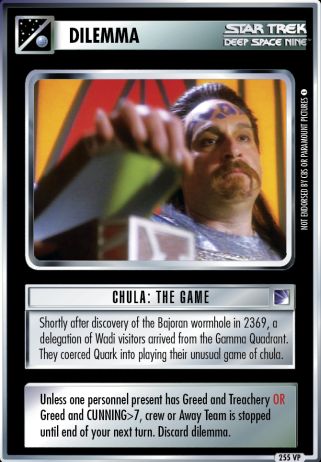 DILEMMA
STAR TREK
DEEP SPACE NINE
NOT ENDORSED BY CBS OR PARAMOUNT PICTURES
CHULA: THE GAME
Shortly after discovery of the Bajoran wormhole in 2369, a
delegation of Wadi visitors arrived from the Gamma Quadrant.
They coerced Quark into playing their unusual game of chula.
Unless one personnel present has Greed and Treachery OR
Greed and CUNNING>7, crew or Away Team is stopped
until end of your next turn. Discard dilemma.
255 VP